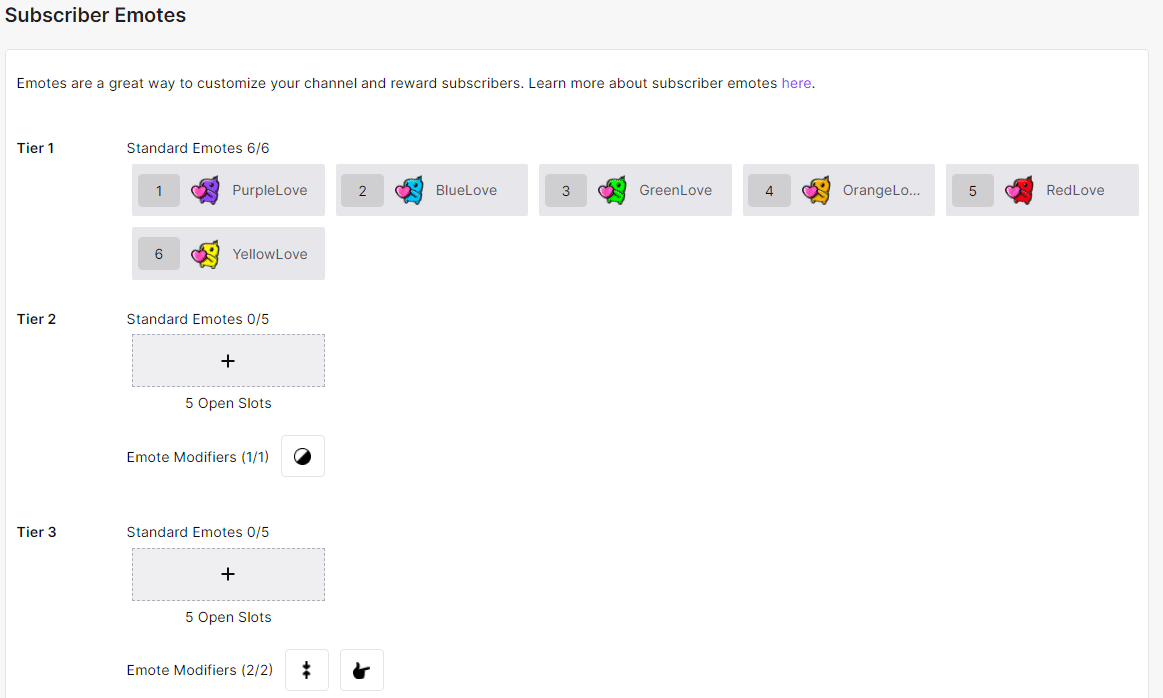 Subscriber Emotes
Emotes are a great way to customize your channel and reward subscribers. Learn more about subscriber emotes here.
Tier 1
Standard Emotes 6/6
1 PurpleLove
2 BlueLove
3 GreenLove
4 OrangeLo...
5 RedLove
6 YellowLove
Tier 2
Standard Emotes 0/5
+
5 Open Slots
Emote Modifiers (1/1)
Tier 3
Standard Emotes 0/5
+
5 Open Slots
Emote Modifiers (2/2)